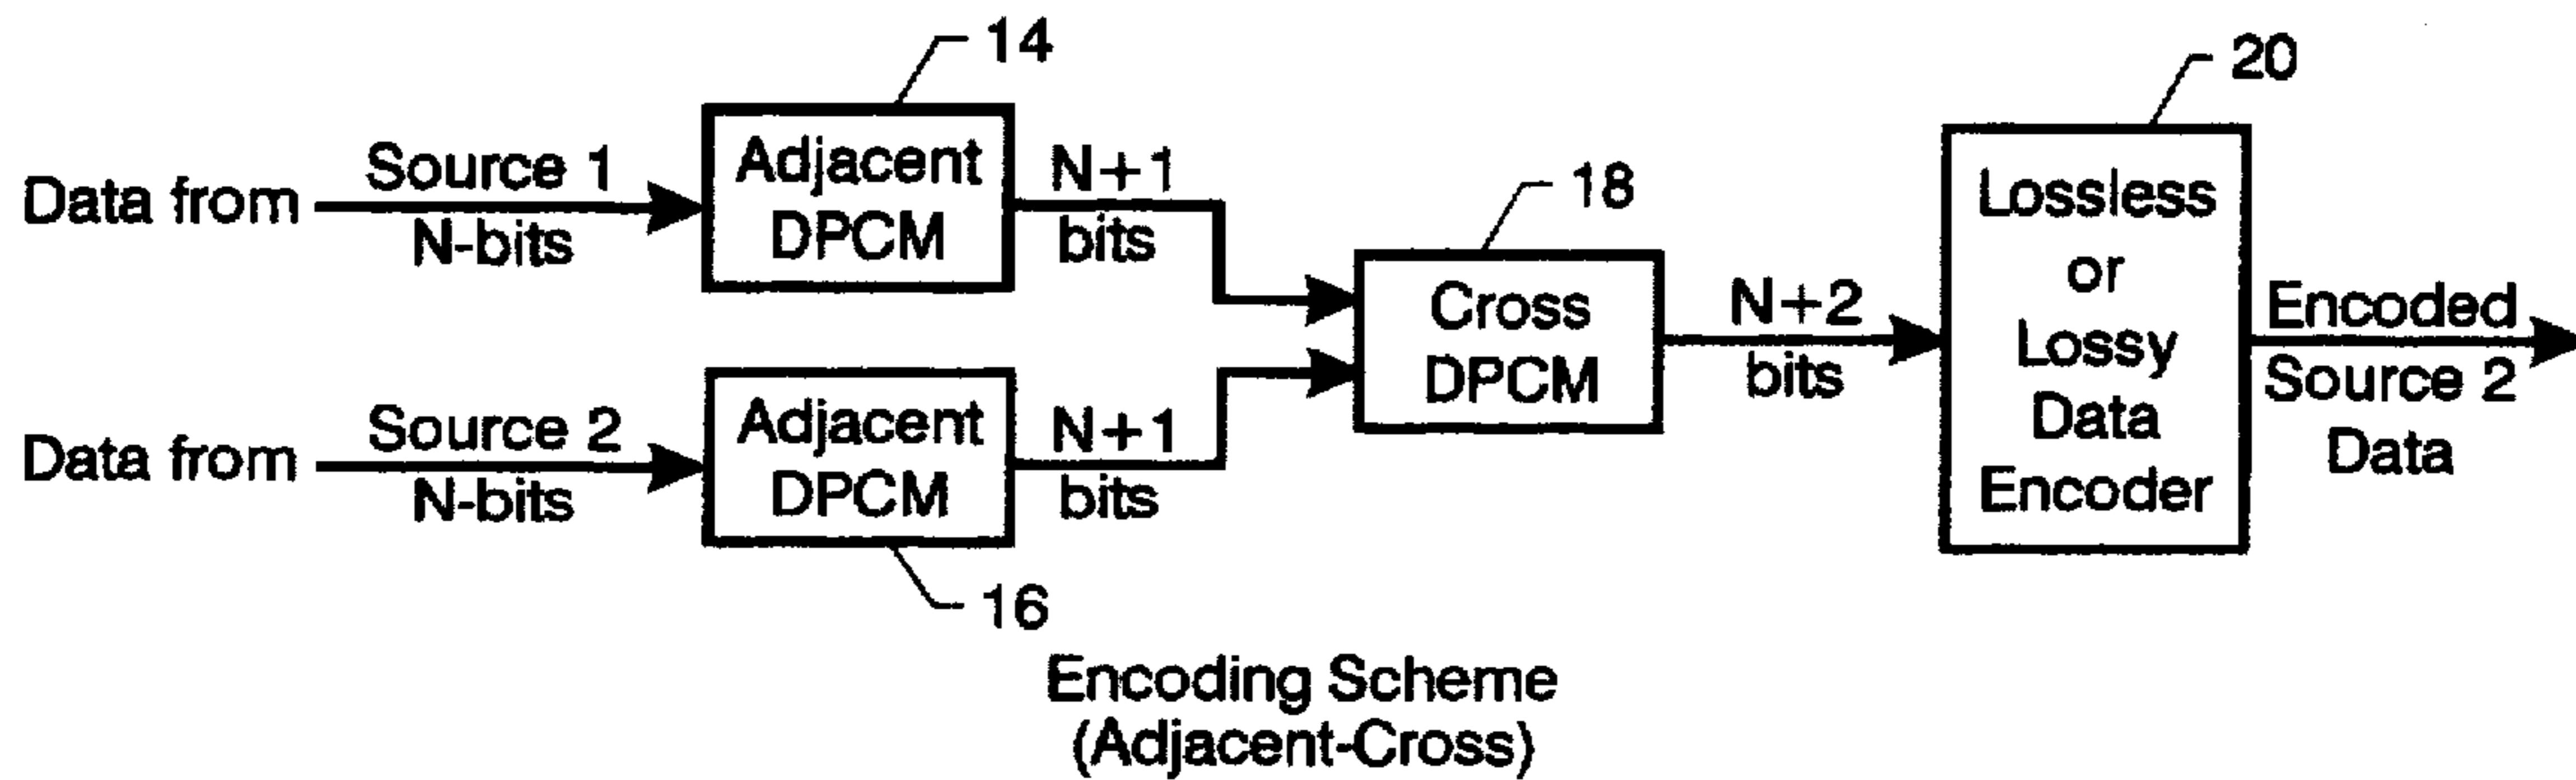 14
20
Data from
Source 1
N-bits
Adjacent
DPCM
N+1
bits
18
Lossless
or
Lossy
Data
Encoder
Cross
DPCM
N+2
bits
Encoded
Source 2
Data
Data from
Source 2
N-bits
Adjacent
DPCM
N+1
bits
16
Encoding Scheme
(Adjacent-Cross)